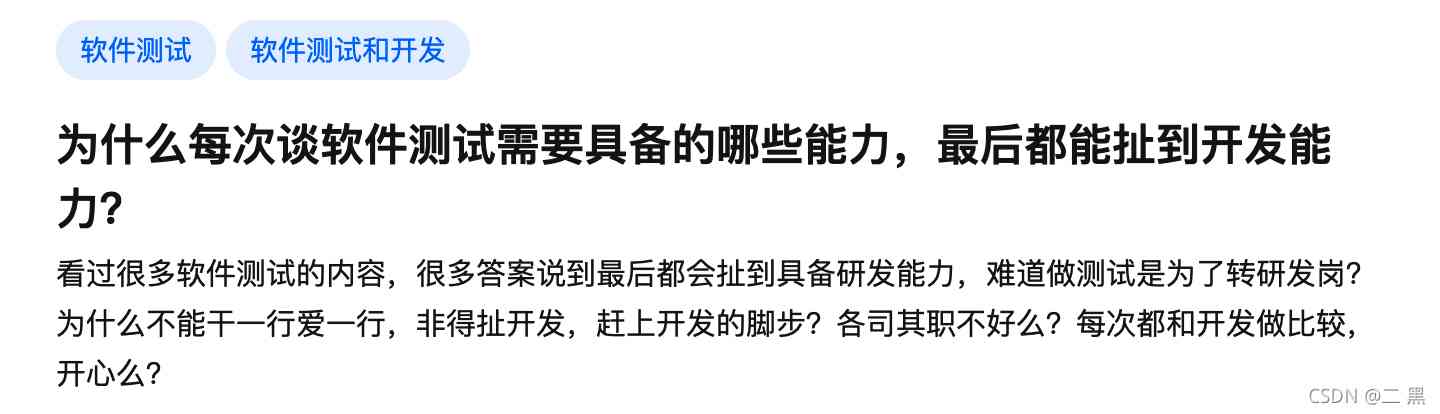 软件测试 软件测试和开发
为什么每次谈软件测试需要具备的哪些能力，最后都能扯到开发能
力？
看过很多软件测试的内容，很多答案说到最后都会扯到具备研发能力，难道做测试是为了转研发岗？
为什么不能干一行爱一行，非得扯开发，赶上开发的脚步？各司其职不好么？每次都和开发做比较，
开心么？
CSDN @二 黑